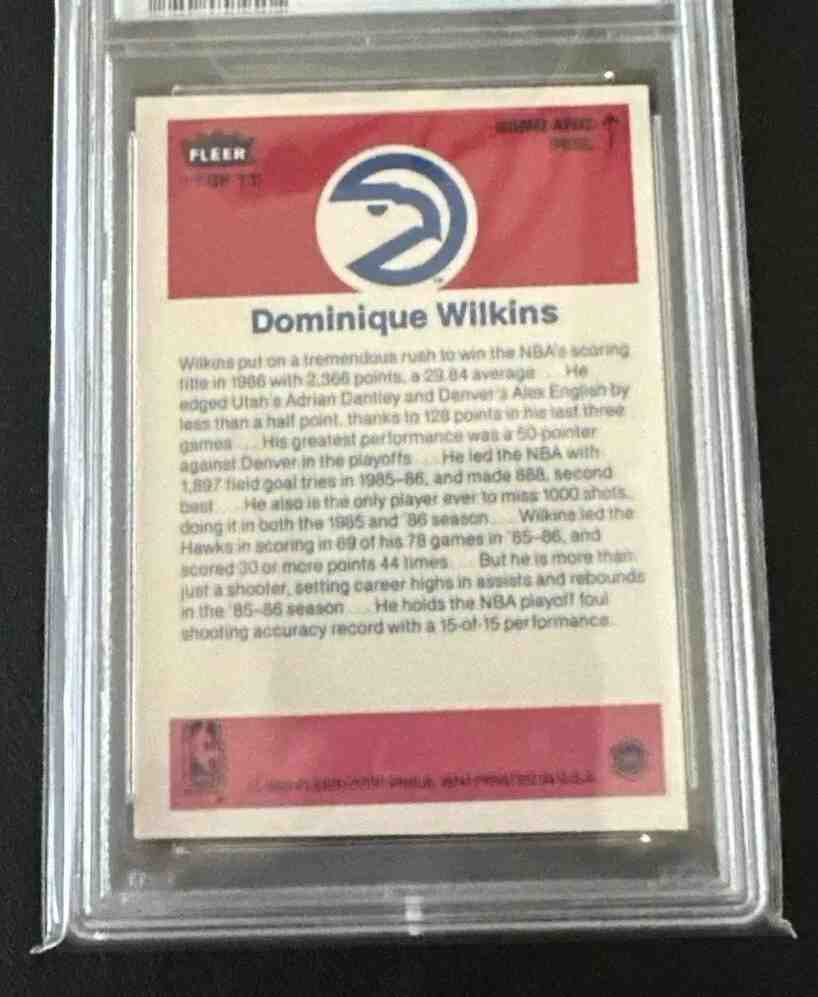 FLEER
Dominique Wilkins
Wilkins put on a tremendous rush to win the NBA's scoring
title in 1986 with 2,366 points, a 29.84 average . . . He
edged Utah's Adrian Dantley and Denver's Alex English by
less than a half point, thanks to 128 points in his last three
games . . . His greatest performance was a 50-pointer
against Denver in the playoffs . . . He led the NBA with
1,897 field goal tries in 1985-86, and made 888, second
best . . . He also is the only player ever to miss 1000 shots,
doing it in both the 1985 and '86 season . . . Wilkins led the
Hawks in scoring in 69 of his 78 games in '85-86, and
scored 30 or more points 44 times . . . But he is more than
just a shooter, setting career highs in assists and rebounds
in the '85-86 season . . . He holds the NBA playoff foul
shooting accuracy record with a 15-of-15 performance.